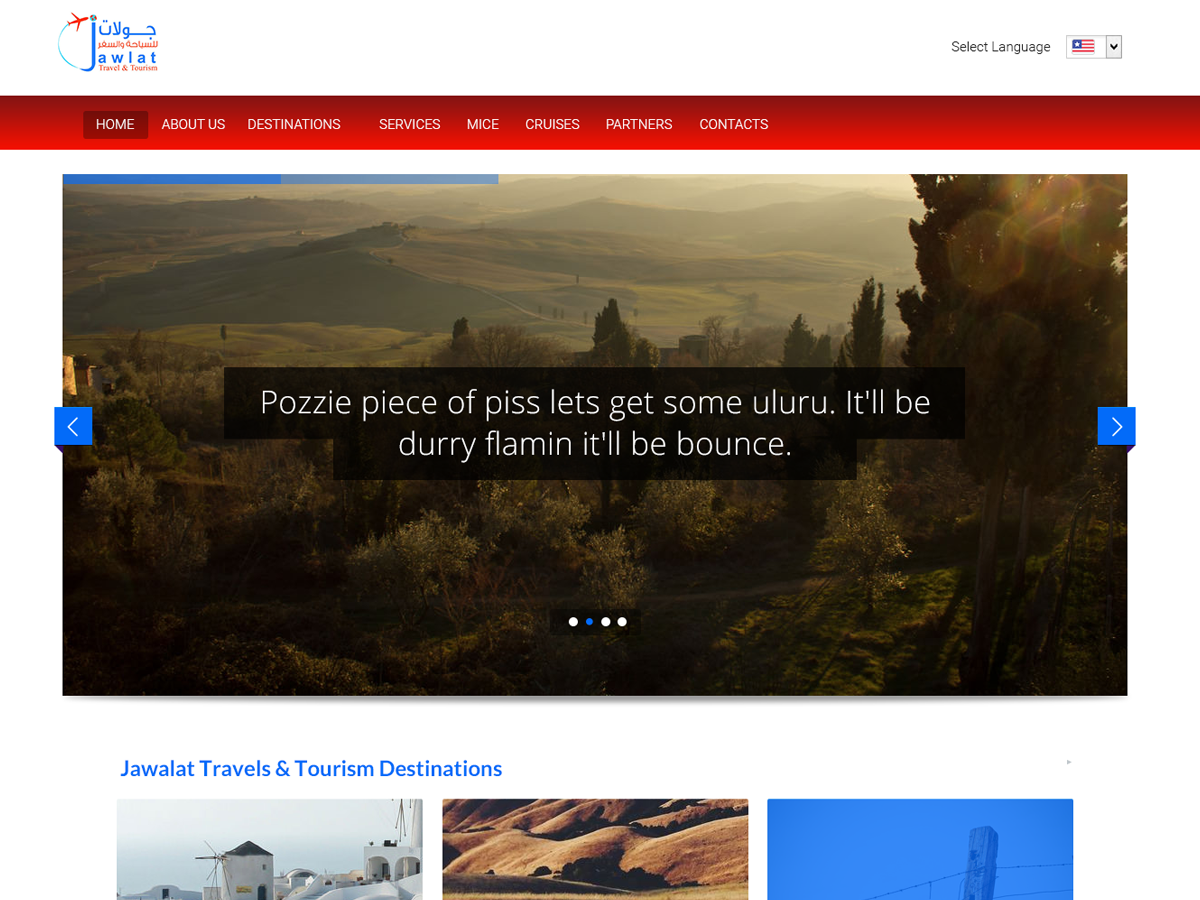 جـولات
للسياحة والسفر
Jawlat
Travel & Tourism
Select Language
HOME ABOUT US DESTINATIONS SERVICES MICE CRUISES PARTNERS CONTACTS
Pozzie piece of piss lets get some uluru. It'll be
durry flamin it'll be bounce.
Jawalat Travels & Tourism Destinations